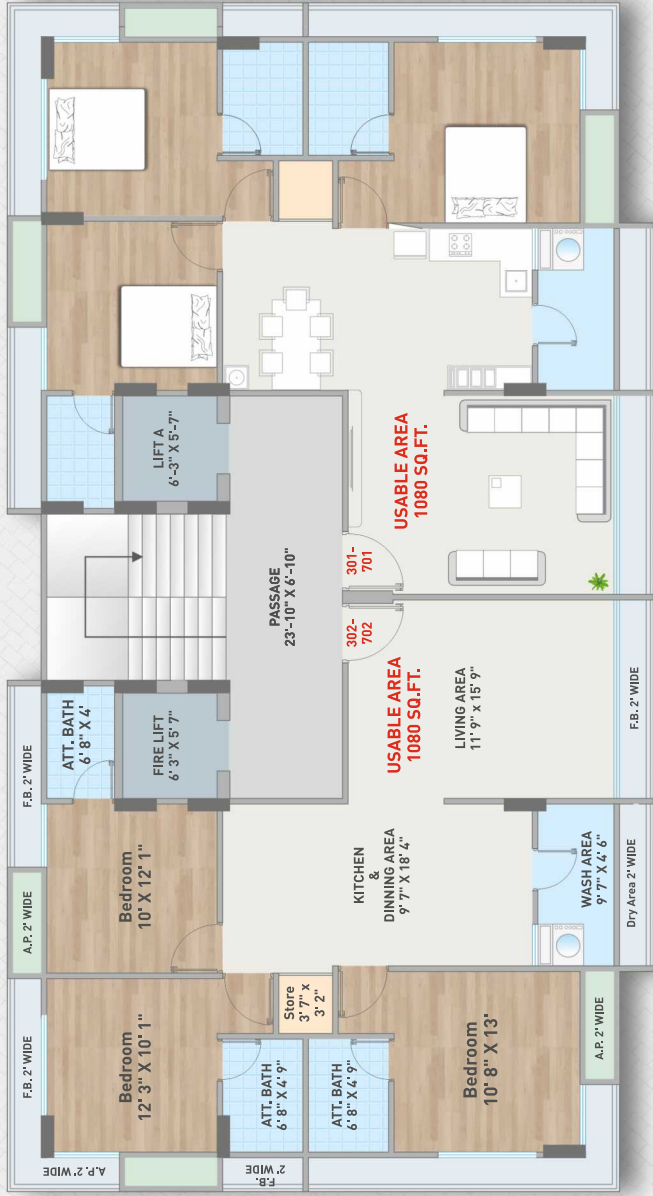 LIFT A
6'-3" X 5'-7"
USABLE AREA
1080 SQ.FT.
301-
701
PASSAGE
23'-10" X 6'-10"
302-
702
USABLE AREA
1080 SQ.FT.
LIVING AREA
11' 9" X 15' 9"
F.B. 2' WIDE
F.B. 2' WIDE
ATT. BATH
6' 8" X 4'
FIRE LIFT
6' 3" X 5' 7"
A.P. 2' WIDE
Bedroom
10' X 12' 1"
KITCHEN
&
DINNING AREA
9' 7" X 18' 4"
WASH AREA
9' 7" X 4' 6"
Dry Area 2' WIDE
F.B. 2' WIDE
Bedroom
12' 3" X 10' 1"
Store
3' 7" X
3' 2"
ATT. BATH
6' 8" X 4' 9"
ATT. BATH
6' 8" X 4' 9"
Bedroom
10' 8" X 13'
A.P. 2' WIDE
A.P. 2' WIDE
F.B.
2' WIDE